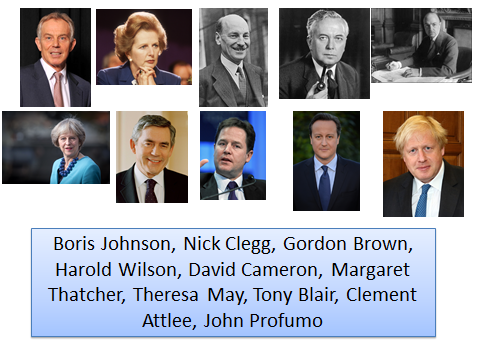 Boris Johnson, Nick Clegg, Gordon Brown,
Harold Wilson, David Cameron, Margaret
Thatcher, Theresa May, Tony Blair, Clement
Attlee, John Profumo